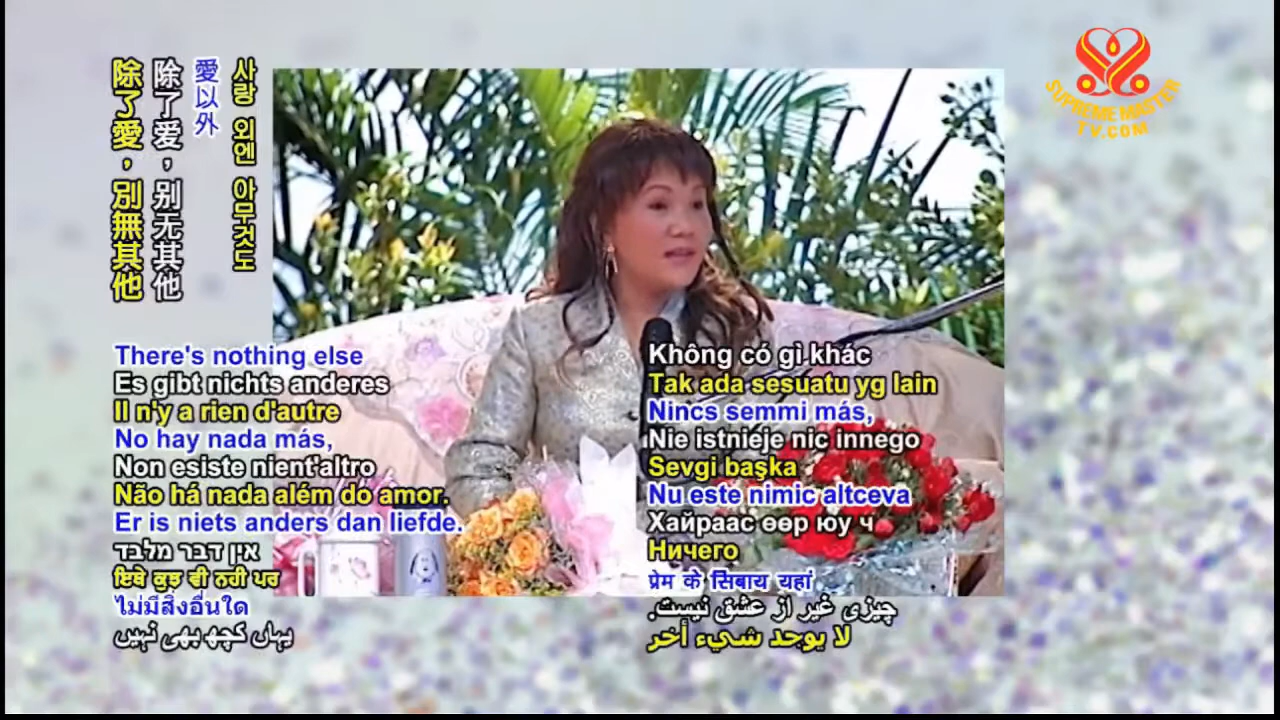 除了愛，別無其他
除了爱，别无其他
愛以外
사랑 외엔 아무것도
SUPREME MASTER
TV.COM
There's nothing else
Es gibt nichts anderes
Il n'y a rien d'autre
No hay nada más,
Non esiste nient'altro
Não há nada além do amor.
Er is niets anders dan liefde.
אין דבר מלבד
ਇਥੇ ਕੁਝ ਵੀ ਨਹੀ ਪਰ
ไม่มีสิ่งอื่นใด
یہاں کچھ بھی نہیں
Không có gì khác
Tak ada sesuatu yg lain
Nincs semmi más,
Nie istnieje nic innego
Sevgi başka
Nu este nimic altceva
Хайраас өөр юу ч
Ничего
प्रेम के सिबाय यहां
چیزی غیر از عشق نیست.
لا يوجد شيء أخر